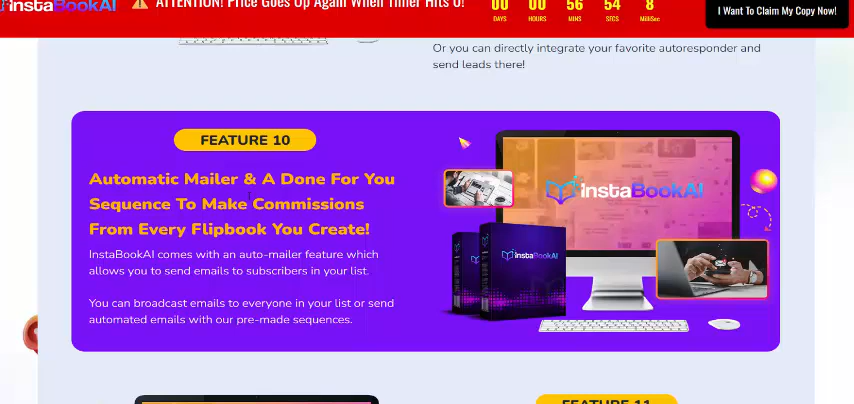 InstaBookAI
ATTENTION! Price Goes Up Again When Timer Hits 0!
00 00 56 54 8
DAYS HOURS MINS SECS MilliSec
I Want To Claim My Copy Now!
Or you can directly integrate your favorite autoresponder and
send leads there!
FEATURE 10
Automatic Mailer & A Done For You
Sequence To Make Commissions
From Every Flipbook You Create!
InstaBookAI comes with an auto-mailer feature which
allows you to send emails to subscribers in your list.
You can broadcast emails to everyone in your list or send
automated emails with our pre-made sequences.
instaBookAI
instaBookAI
FEATURE 11